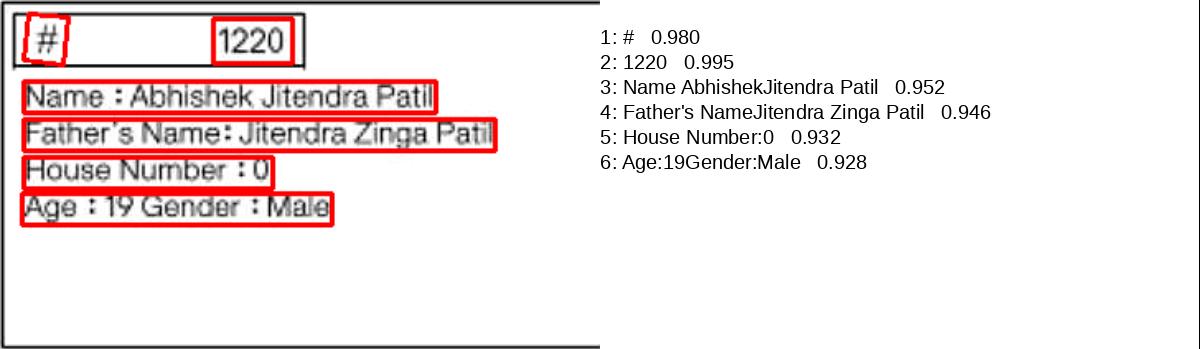 # 1220
Name : Abhishek Jitendra Patil
Father's Name: Jitendra Zinga Patil
House Number : 0
Age : 19 Gender : Male
1: # 0.980
2: 1220 0.995
3: Name AbhishekJitendra Patil 0.952
4: Father's NameJitendra Zinga Patil 0.946
5: House Number:0 0.932
6: Age:19Gender:Male 0.928